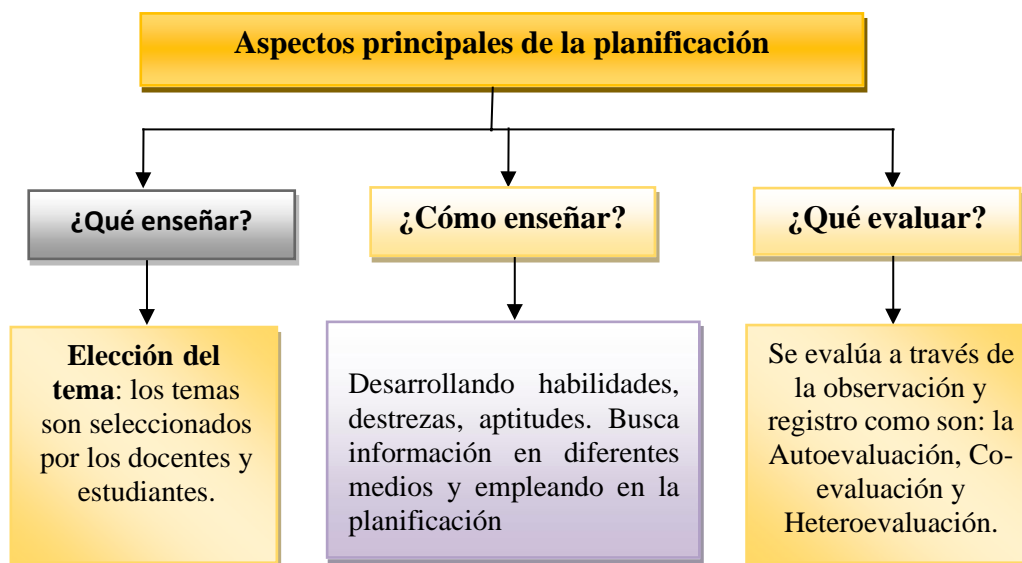 Aspectos principales de la planificación
¿Qué enseñar?
¿Cómo enseñar?
¿Qué evaluar?
Elección del
tema: los temas
son seleccionados
por los docentes y
estudiantes.
Desarrollando habilidades,
destrezas, aptitudes. Busca
información en diferentes
medios y empleando en la
planificación
Se evalúa a través de
la observación y
registro como son: la
Autoevaluación, Co-
evaluación y
Heteroevaluación.